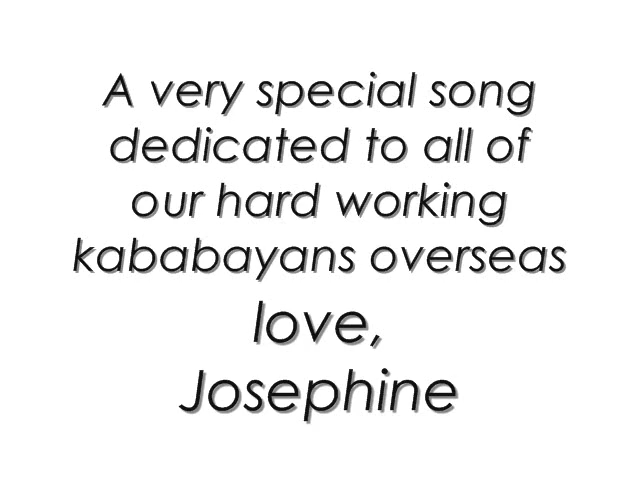 A very special song
dedicated to all of
our hard working
kababayans overseas
love,
Josephine